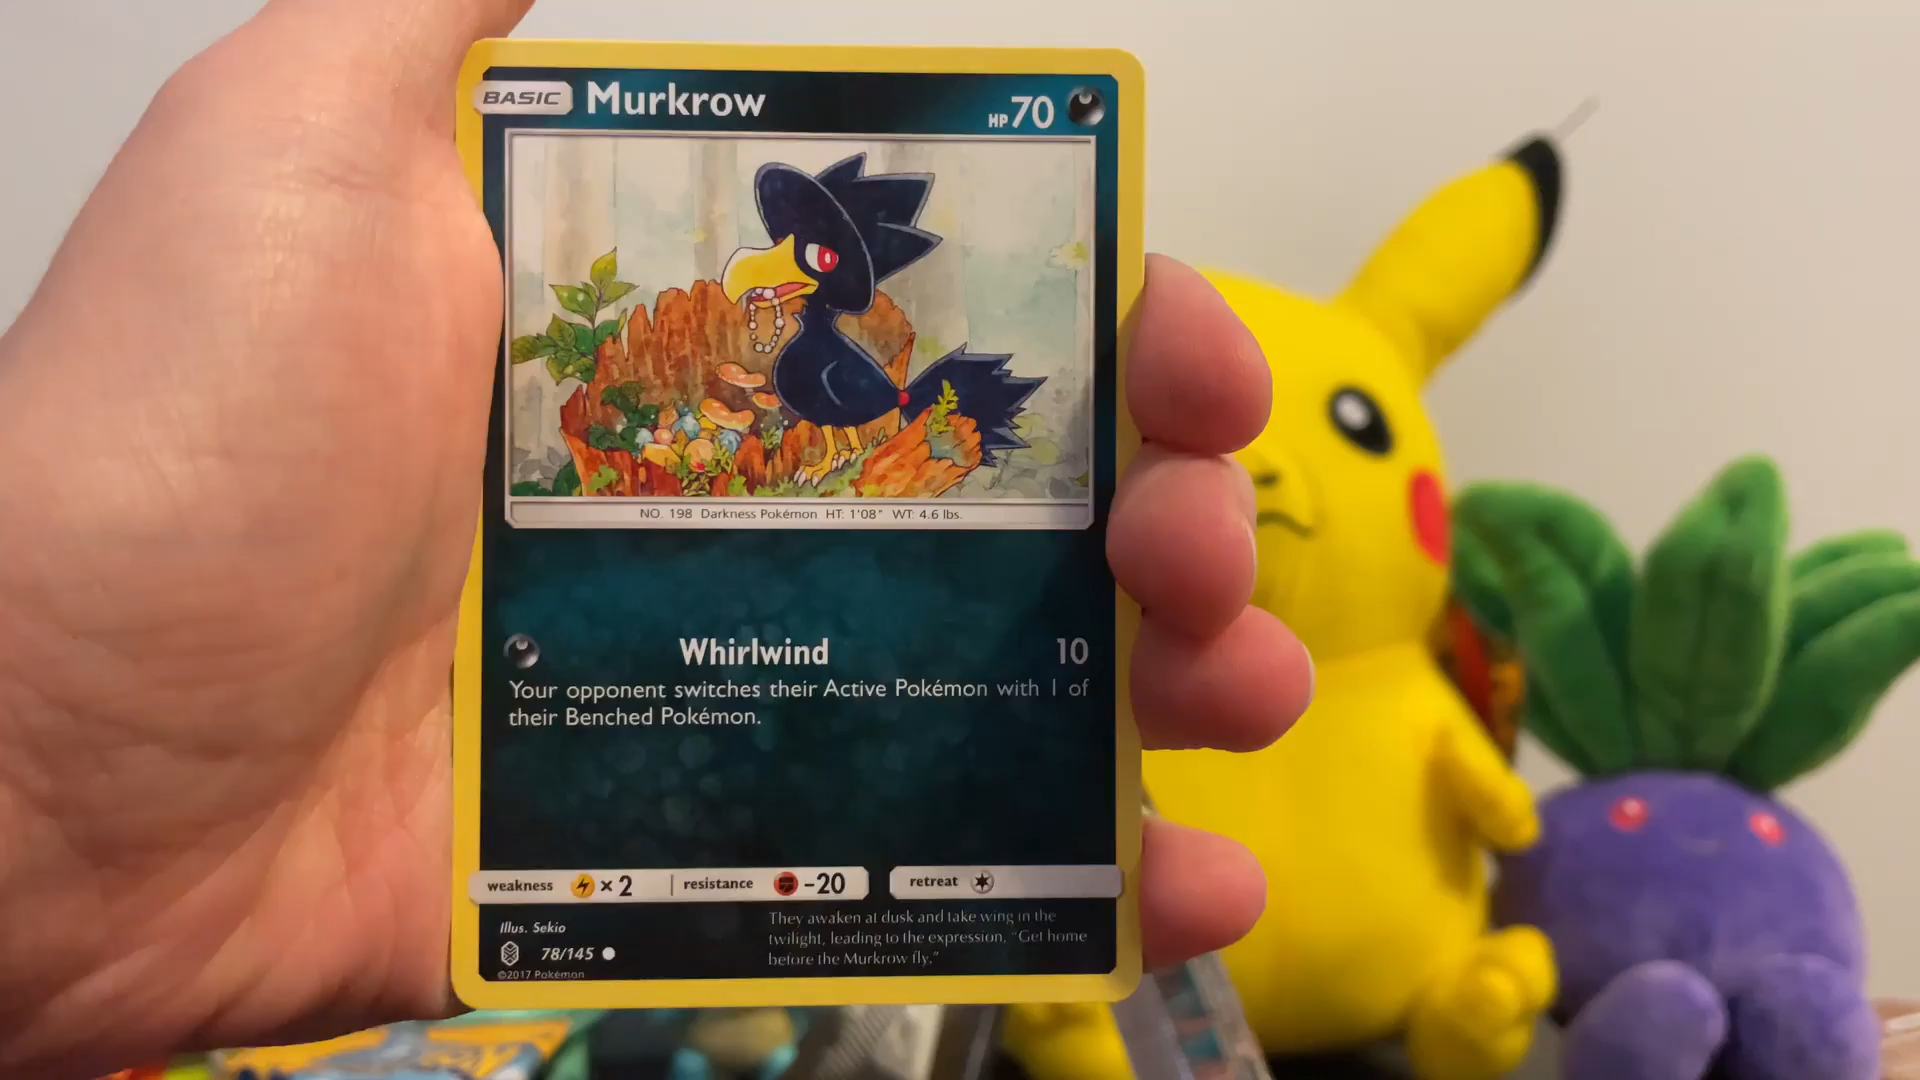 BASIC Murkrow HP 70
NO. 198 Darkness Pokémon HT: 1'08" WT: 4.6 lbs.
Whirlwind 10
Your opponent switches their Active Pokémon with 1 of
their Benched Pokémon.
weakness ×2 resistance -20 retreat
Illus. Sekio
78/145
©2017 Pokémon
They awaken at dusk and take wing in the
twilight, leading to the expression, "Get home
before the Murkrow fly."